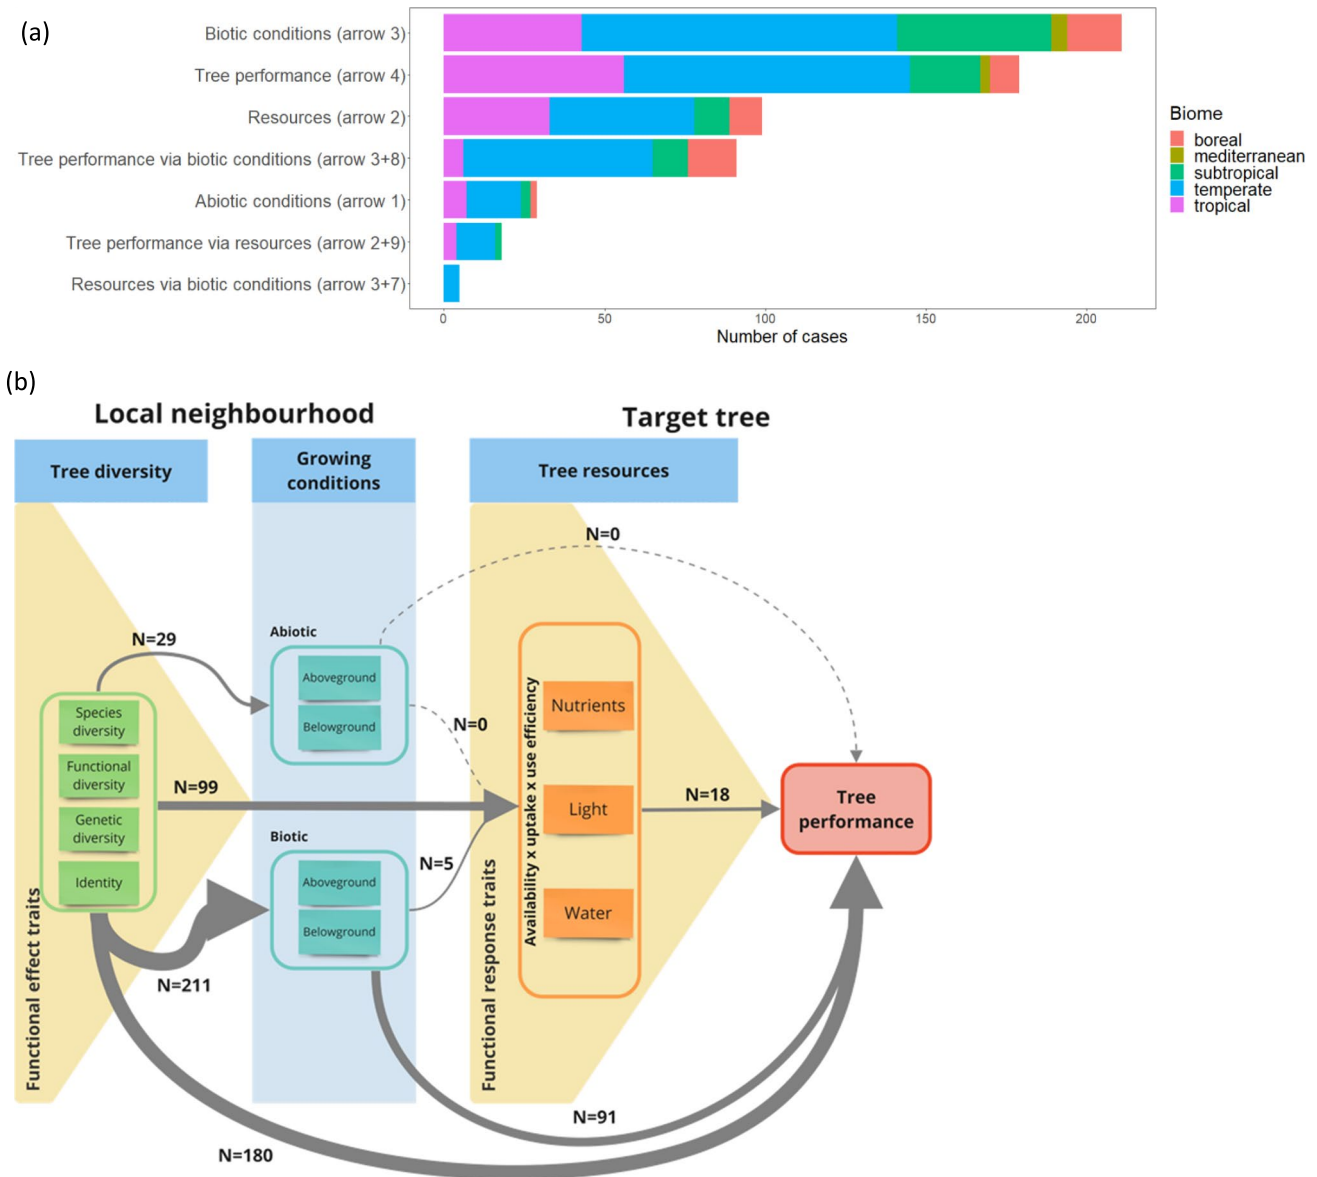 (a)
Biotic conditions (arrow 3)
Tree performance (arrow 4)
Resources (arrow 2)
Tree performance via biotic conditions (arrow 3+8)
Abiotic conditions (arrow 1)
Tree performance via resources (arrow 2+9)
Resources via biotic conditions (arrow 3+7)
0
50
100
150
200
Number of cases
Biome
boreal
mediterranean
subtropical
temperate
tropical
(b)
Local neighbourhood
Target tree
Tree diversity
Growing
conditions
Tree resources
N=0
N=29
Abiotic
Aboveground
Belowground
N=0
Species
diversity
Functional
diversity
Genetic
diversity
Identity
N=99
Biotic
Aboveground
Belowground
N=5
N=211
Functional effect traits
Functional response traits
Availability x uptake x use efficiency
Nutrients
Light
Water
N=18
Tree
performance
N=91
N=180